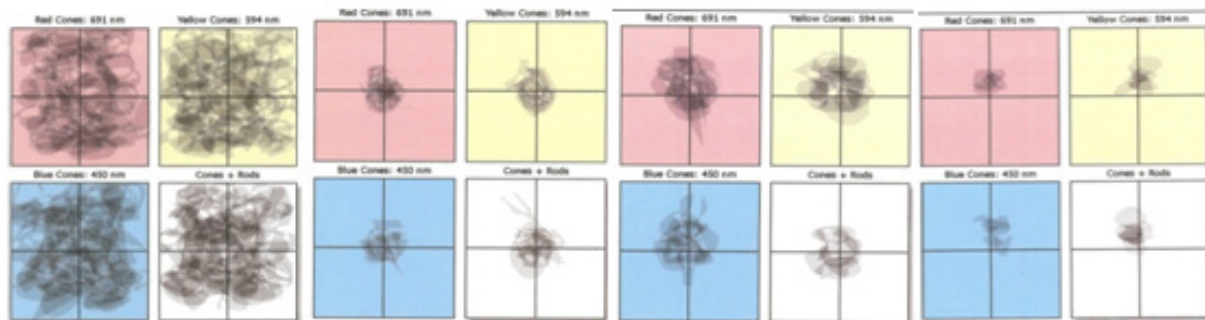 Red Cones: 691 nm Yellow Cones: 594 nm Red Cones: 691 nm Yellow Cones: 594 nm Red Cones: 691 nm Yellow Cones: 594 nm Red Cones: 691 nm Yellow Cones: 594 nm
Blue Cones: 450 nm Cones + Rods Blue Cones: 450 nm Cones + Rods Blue Cones: 450 nm Cones + Rods Blue Cones: 450 nm Cones + Rods